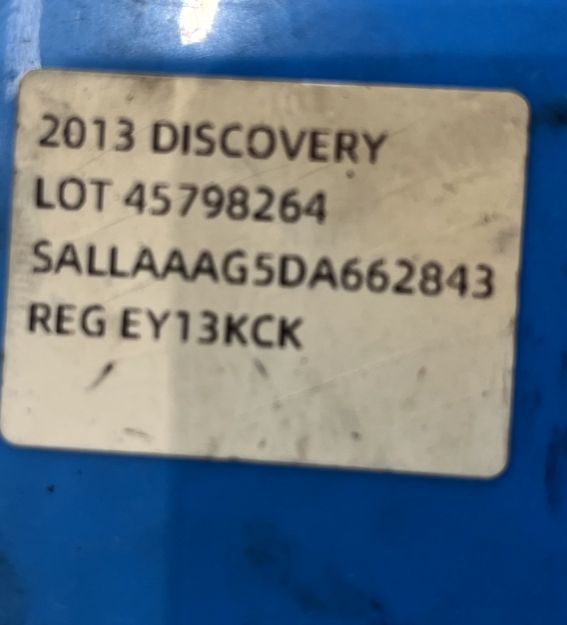 2013 DISCOVERY
LOT 45798264
SALLAAAG5DA662843
REG EY13KCK